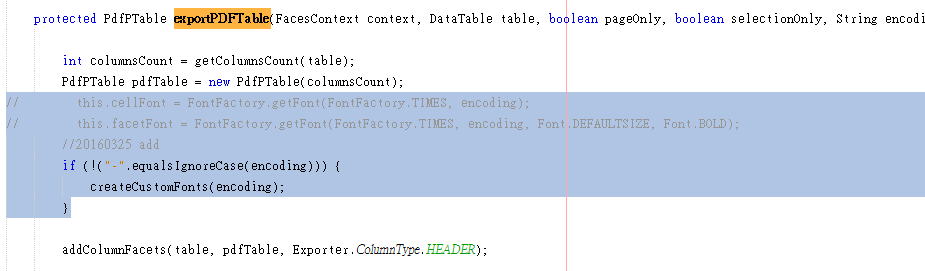 protected PdfPTable exportPDFTable(FacesContext context, DataTable table, boolean pageOnly, boolean selectionOnly, String encodi
int columnsCount = getColumnsCount(table);
PdfPTable pdfTable = new PdfPTable(columnsCount);
// this.cellFont = FontFactory.getFont(FontFactory.TIMES, encoding);
// this.facetFont = FontFactory.getFont(FontFactory.TIMES, encoding, Font.DEFAULTSIZE, Font.BOLD);
//20160325 add
if (!("-".equalsIgnoreCase(encoding))) {
createCustomFonts(encoding);
}
addColumnFacets(table, pdfTable, Exporter.ColumnType.HEADER);